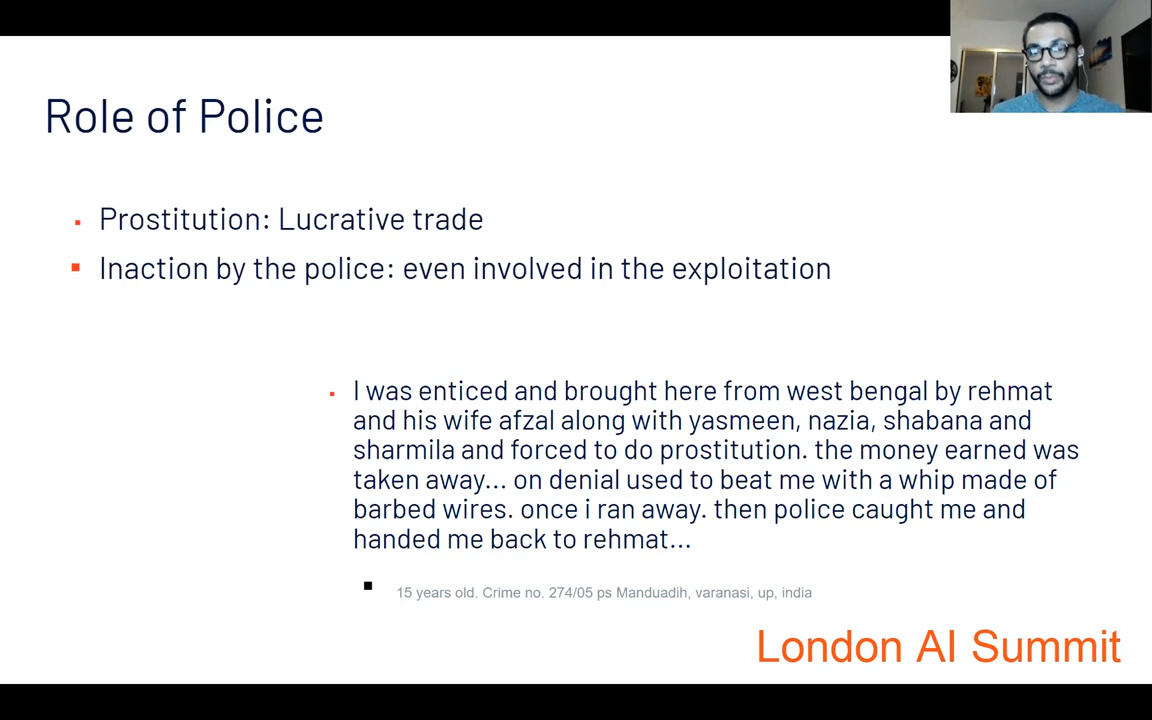 Role of Police
Prostitution: Lucrative trade
Inaction by the police: even involved in the exploitation
I was enticed and brought here from west bengal by rehmat
and his wife afzal along with yasmeen, nazia, shabana and
sharmila and forced to do prostitution. the money earned was
taken away... on denial used to beat me with a whip made of
barbed wires. once i ran away. then police caught me and
handed me back to rehmat...
15 years old. Crime no. 274/05 ps Manduadih, varanasi, up, india
London AI Summit